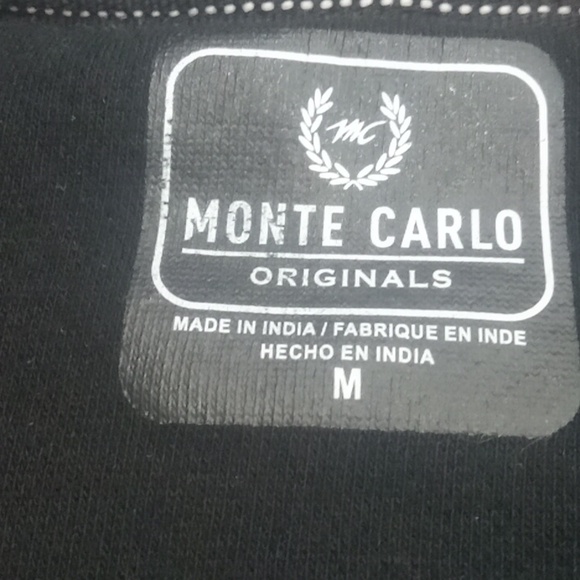 MC
MONTE CARLO
ORIGINALS
MADE IN INDIA / FABRIQUE EN INDE
HECHO EN INDIA
M